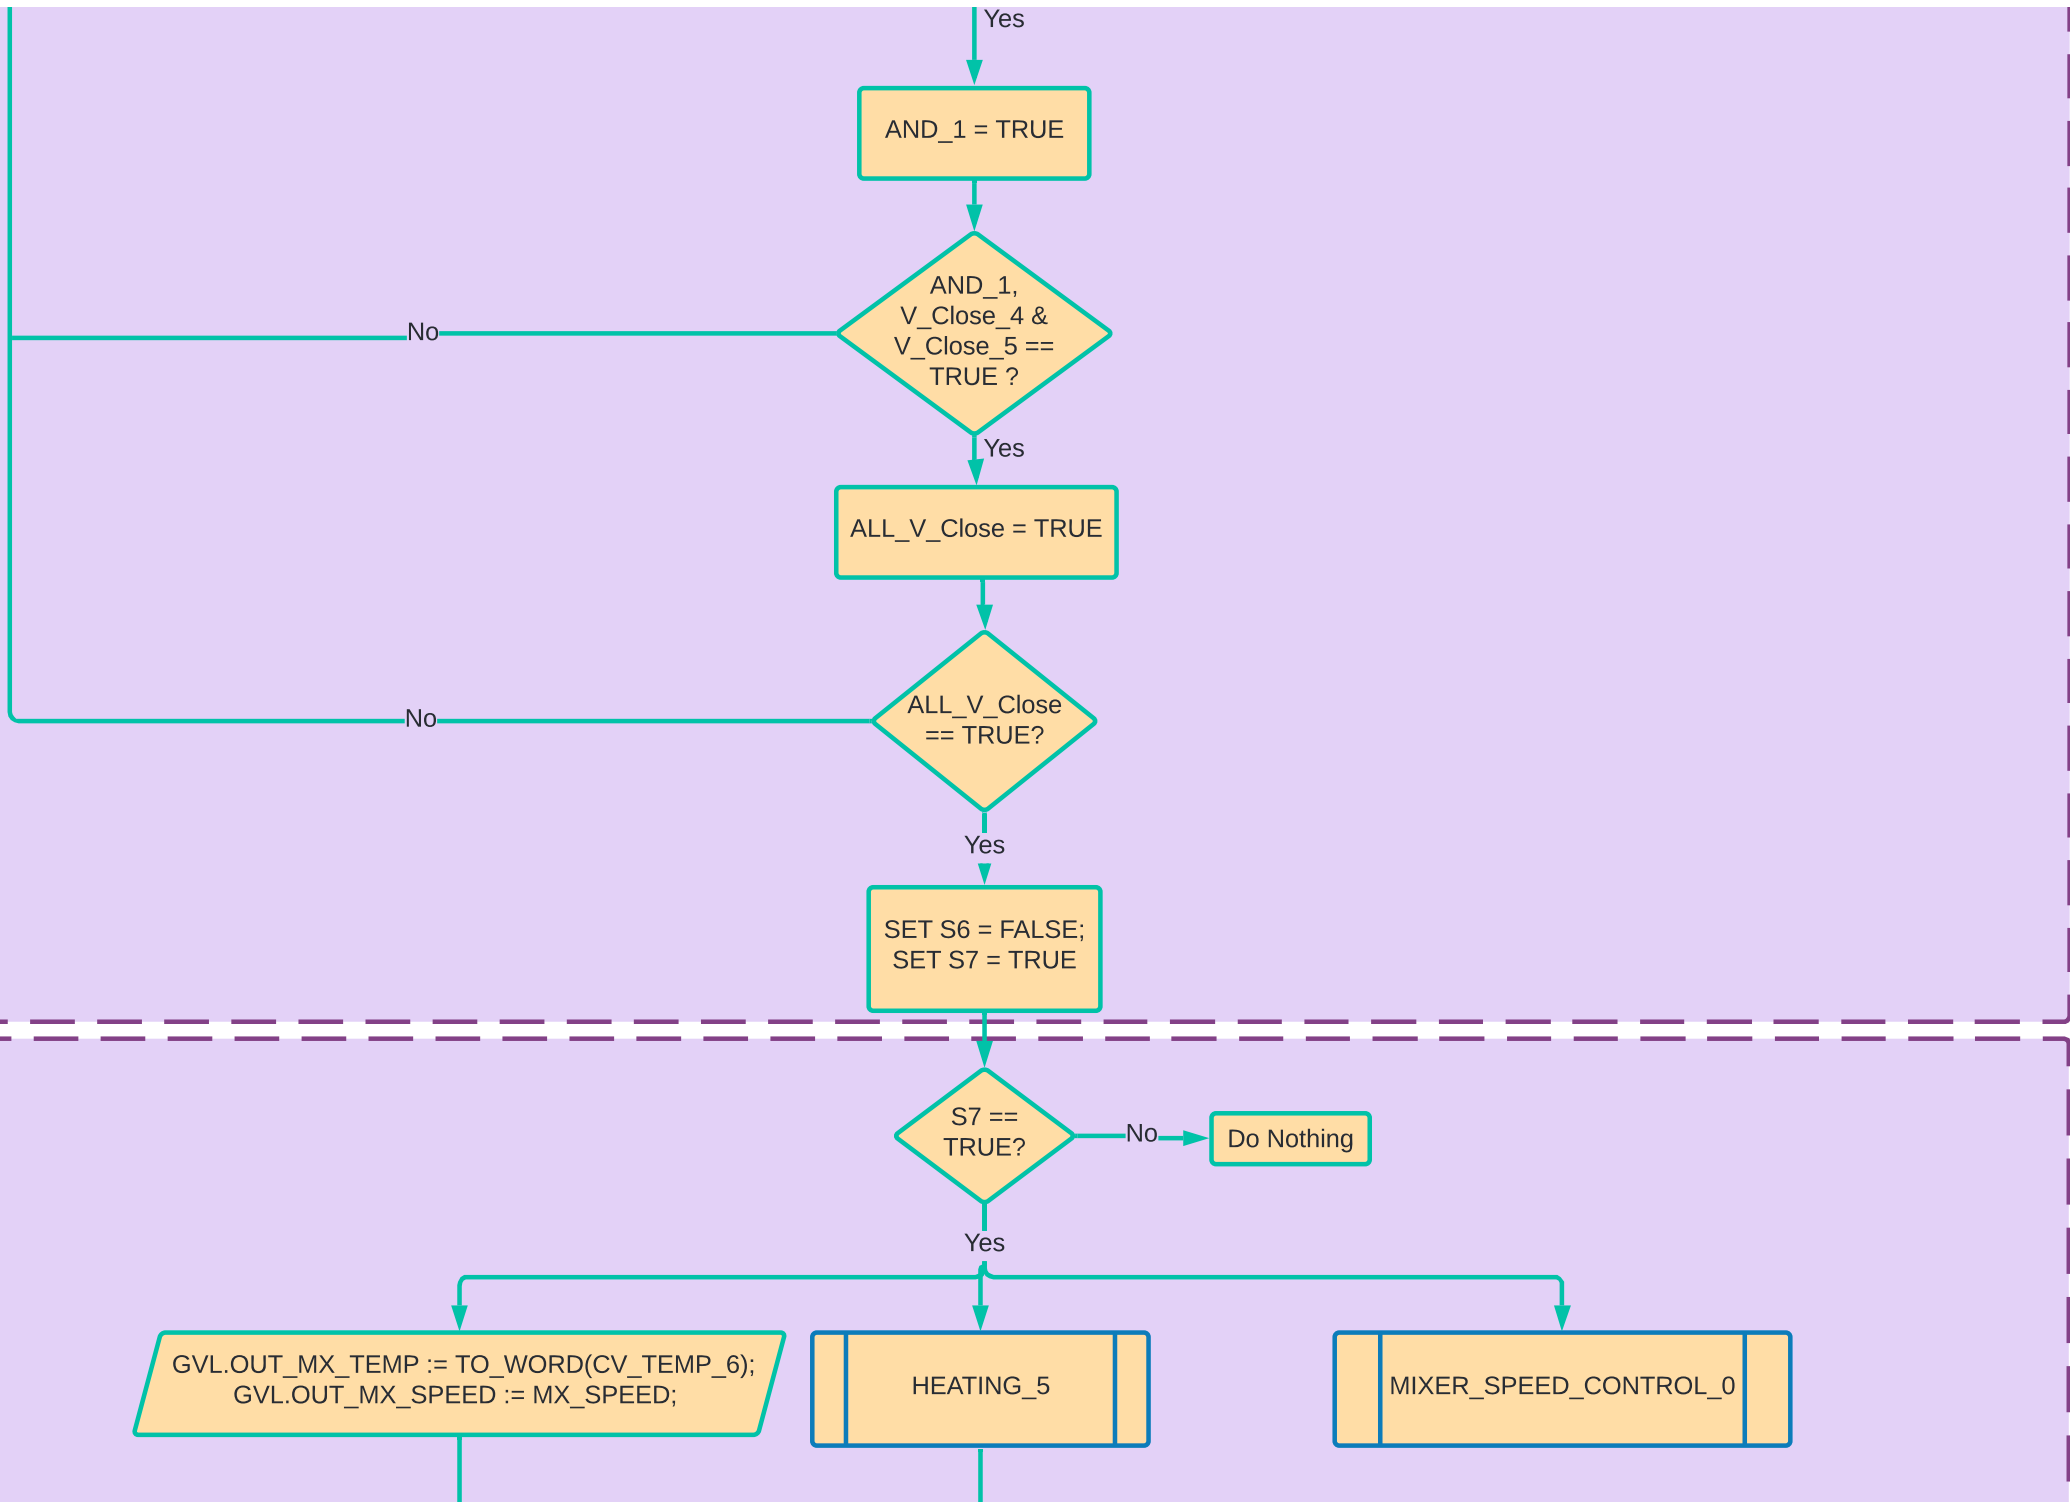 Yes
AND_1 = TRUE
AND_1,
V_Close_4 &
V_Close_5 ==
TRUE ?
No
Yes
ALL_V_Close = TRUE
ALL_V_Close
== TRUE?
No
Yes
SET S6 = FALSE;
SET S7 = TRUE
S7 ==
TRUE?
No
Do Nothing
Yes
GVL.OUT_MX_TEMP := TO_WORD(CV_TEMP_6);
GVL.OUT_MX_SPEED := MX_SPEED;
HEATING_5
MIXER_SPEED_CONTROL_0